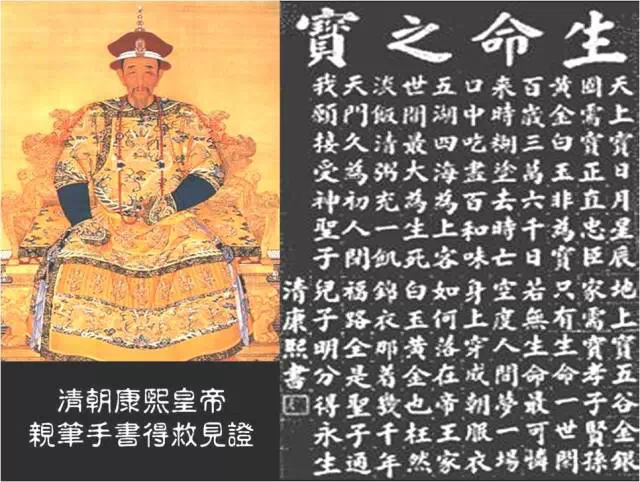 生命之寶
天上寶日月星辰地上寶五谷金銀
國需寶正直忠臣家需寶孝子賢孫
黃金白玉非為寶只有生命一世閒
百歲三萬六千日若無生命最可憐
來時糊塗去時亡空度人間夢一場
口中吃盡百和味身上穿成朝服衣
五湖四海為上客如何落在帝王家
世間最大為生死白玉黃金也枉然
淡飯清粥充一飢錦衣那着幾千年
天門久為初人閉福路全是聖子通
我願接受神聖子兒子明分得永生
清康熙書
清朝康熙皇帝
親筆手書得救見證